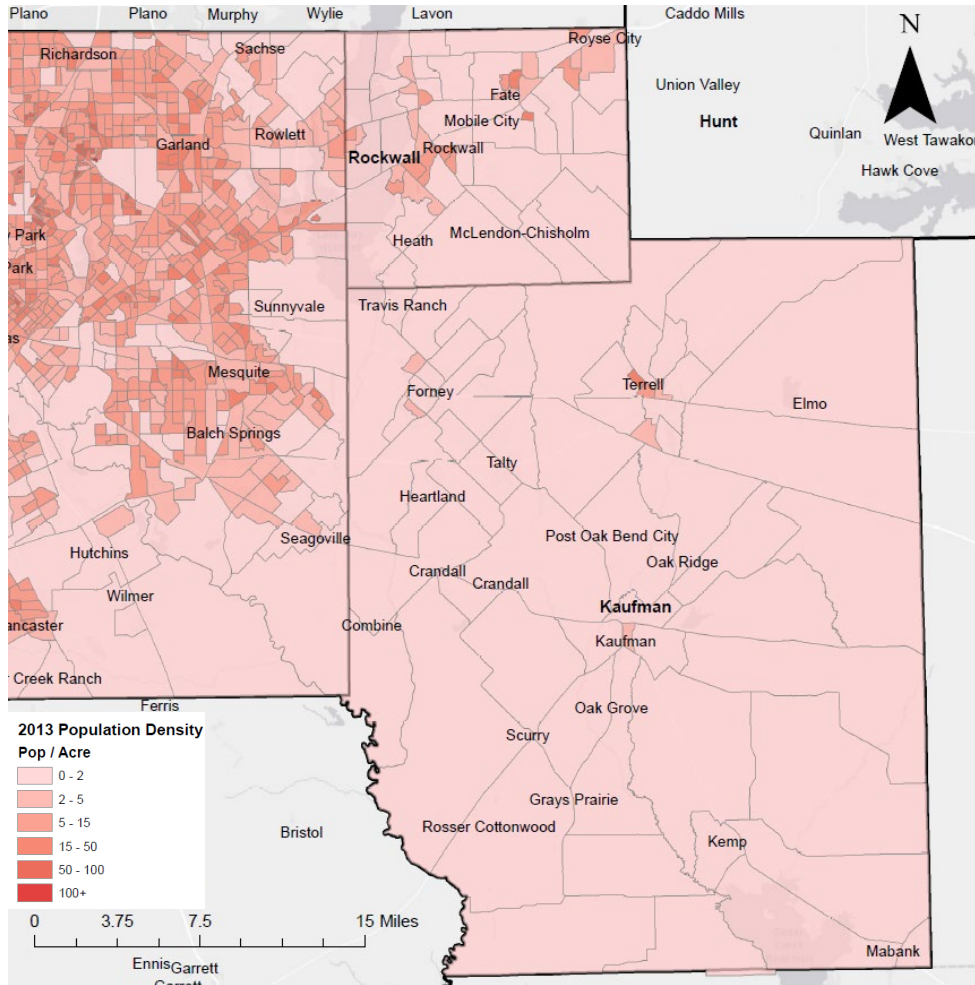 Plano
Plano
Murphy
Wylie
Lavon
Caddo Mills
N
Richardson
Sachse
Royse City
Union Valley
Fate
Hunt
Mobile City
Rowlett
Quinlan
West Tawakon
Garland
Rockwall
Rockwall
Hawk Cove
Park
McLendon-Chisholm
Heath
Park
Sunnyvale
Travis Ranch
as
Mesquite
Forney
Terrell
Elmo
Balch Springs
Talty
Heartland
Seagoville
Post Oak Bend City
Hutchins
Oak Ridge
Crandall
Crandall
Wilmer
Kaufman
ancaster
Combine
Kaufman
Creek Ranch
Ferris
Oak Grove
2013 Population Density
Pop / Acre
0 - 2
2 - 5
5 - 15
15 - 50
50 - 100
100+
Scurry
Grays Prairie
Bristol
Rosser Cottonwood
Kemp
0 3.75 7.5 15 Miles
Mabank
Ennis
Garrett
Garrett